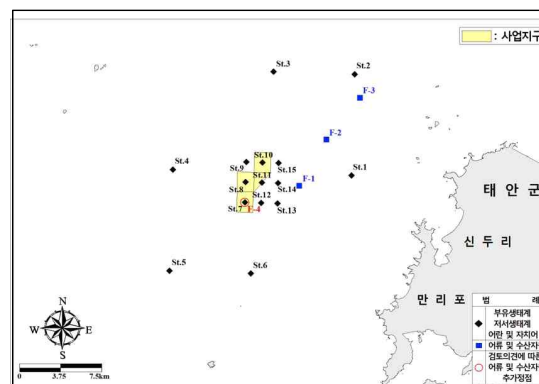 : 사업지구
St.3
St.2
F-3
F-2
St.10
St.9
St.15
St.4
St.1
St.11
St.8
St.14
F-1
태안군
St.12
St.7
F-4
St.13
신두리
St.5
St.6
만리포
N
W E
S
0 3.75 7.5km
범 례
부유생태계
저서생태계
어란 및 자치어
어류 및 수산자
검토의견에 따른
어류 및 수산자
추가정점